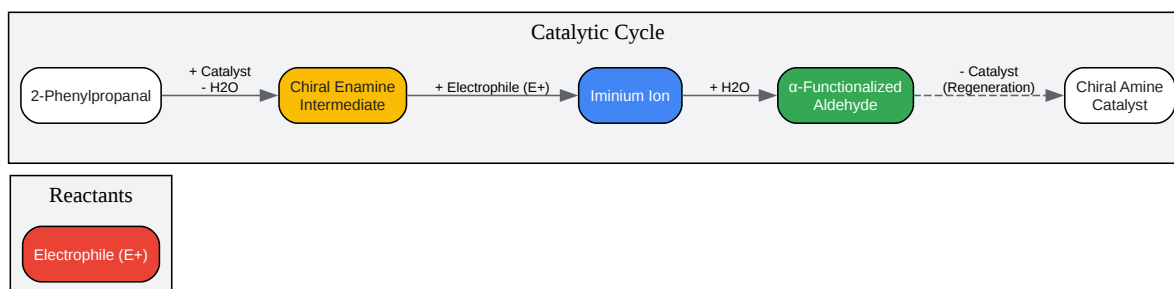 Catalytic Cycle
2-Phenylpropanal
+ Catalyst
- H2O
Chiral Enamine
Intermediate
+ Electrophile (E+)
Iminium Ion
+ H2O
α-Functionalized
Aldehyde
- Catalyst
(Regeneration)
Chiral Amine
Catalyst
Reactants
Electrophile (E+)